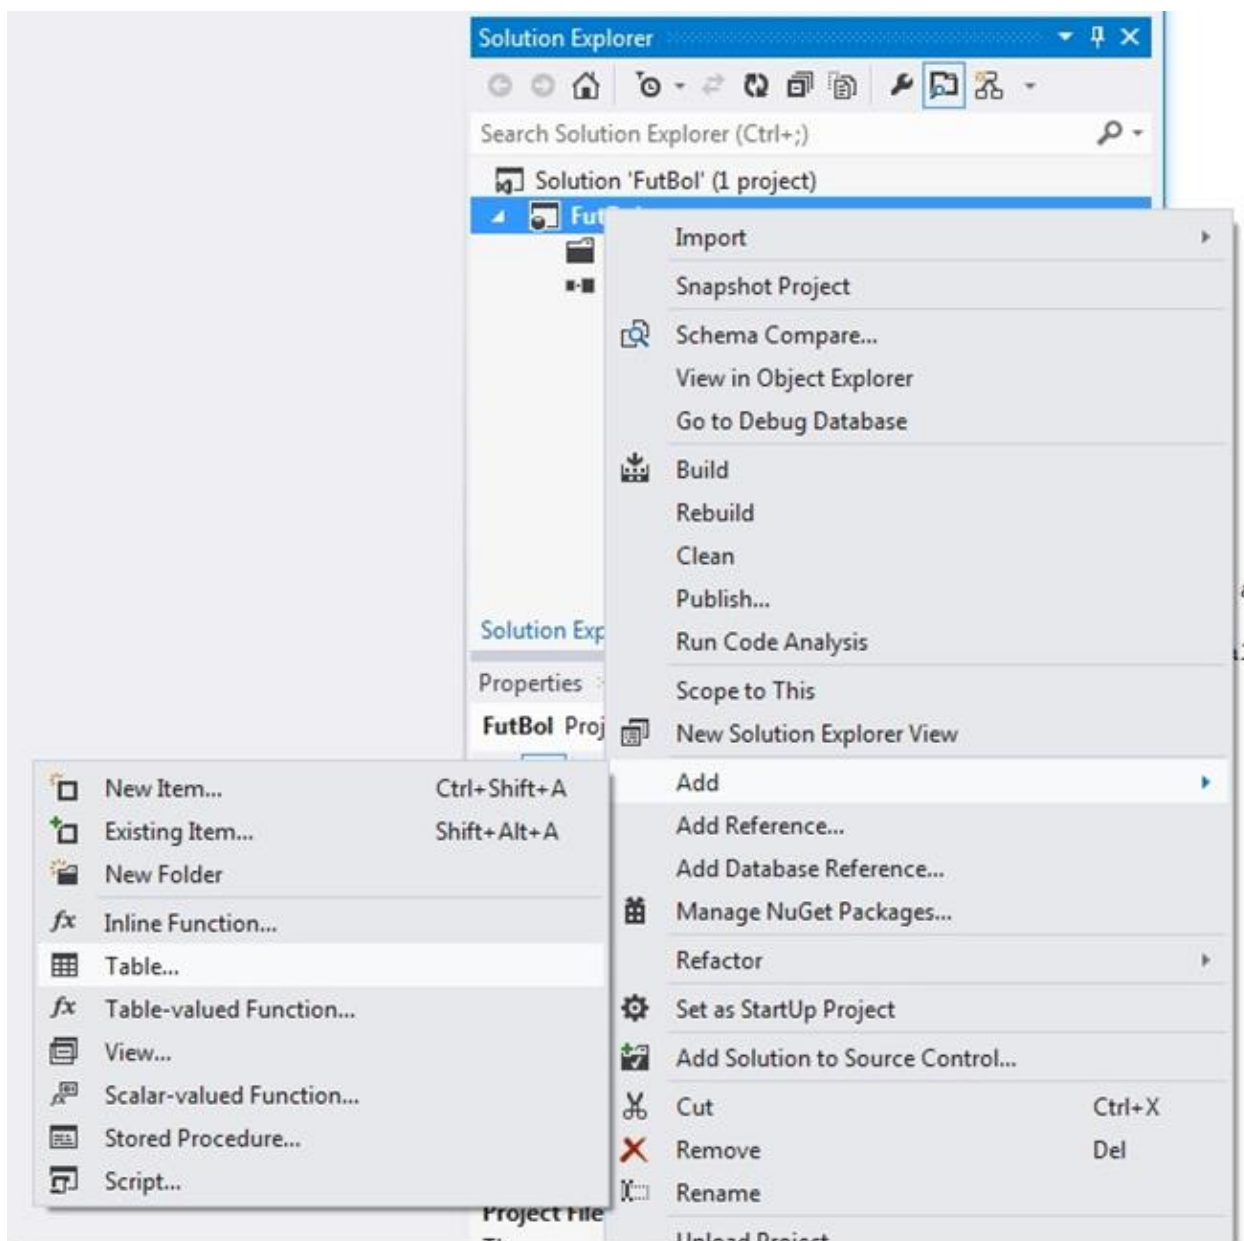 Solution Explorer
Search Solution Explorer (Ctrl+;)
Solution 'FutBol' (1 project)
Import
Snapshot Project
Schema Compare...
View in Object Explorer
Go to Debug Database
Build
Rebuild
Clean
Publish...
Run Code Analysis
Solution Exp
Properties
Scope to This
FutBol Proj
New Solution Explorer View
Add
Add Reference...
Add Database Reference...
Manage NuGet Packages...
Refactor
Set as StartUp Project
Add Solution to Source Control...
Cut Ctrl+X
Remove Del
Rename
Upload Project
New Item... Ctrl+Shift+A
Existing Item... Shift+Alt+A
New Folder
Inline Function...
Table...
Table-valued Function...
View...
Scalar-valued Function...
Stored Procedure...
Script...
Project File